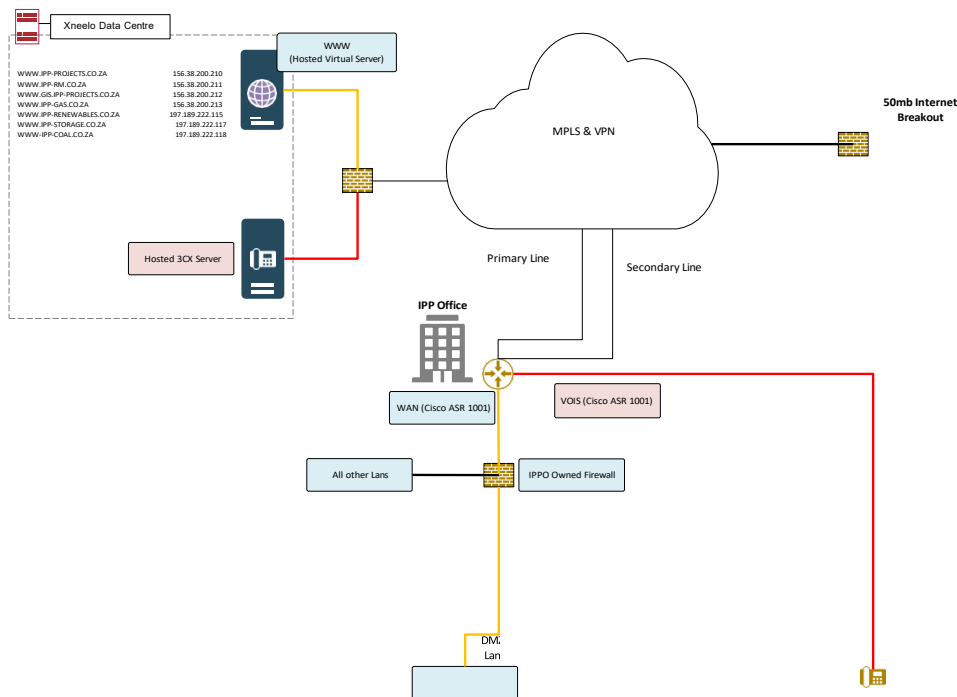 Xneelo Data Centre
WWW
(Hosted Virtual Server)
WWW.IPP-PROJECTS.CO.ZA 156.38.200.210
WWW.IPP-RM.CO.ZA 156.38.200.211
WWW.GIS.IPP-PROJECTS.CO.ZA 156.38.200.212
WWW.IPP-GAS.CO.ZA 156.38.200.213
WWW.IPP-RENEWABLES.CO.ZA 197.189.222.115
WWW.IPP-STORAGE.CO.ZA 197.189.222.117
WWW-IPP-COAL.CO.ZA 197.189.222.118
MPLS & VPN
50mb Internet
Breakout
Hosted 3CX Server
Primary Line
Secondary Line
IPP Office
WAN (Cisco ASR 1001)
VOIS (Cisco ASR 1001)
All other Lans
IPPO Owned Firewall
Lan